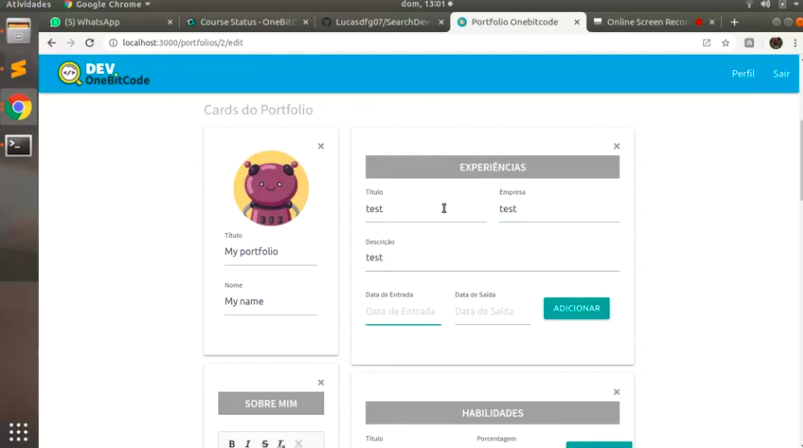 Atividades
Google Chrome
dom, 13:01
WhatsApp
Course Status - OneBitC
Lucasdfg07/SearchDev
Portfolio Onebitcode
Online Screen Reco
localhost:3000/portfolios/2/edit
DEV.
OneBitCode
Perfil
Sair
Cards do Portfolio
Título
My portfolio
Nome
My name
EXPERIÊNCIAS
Título
Empresa
test
test
Descrição
test
Data de Entrada
Data de Saída
Data de Entrada
Data de Saída
ADICIONAR
SOBRE MIM
B I S T
HABILIDADES
Título
Porcentagem